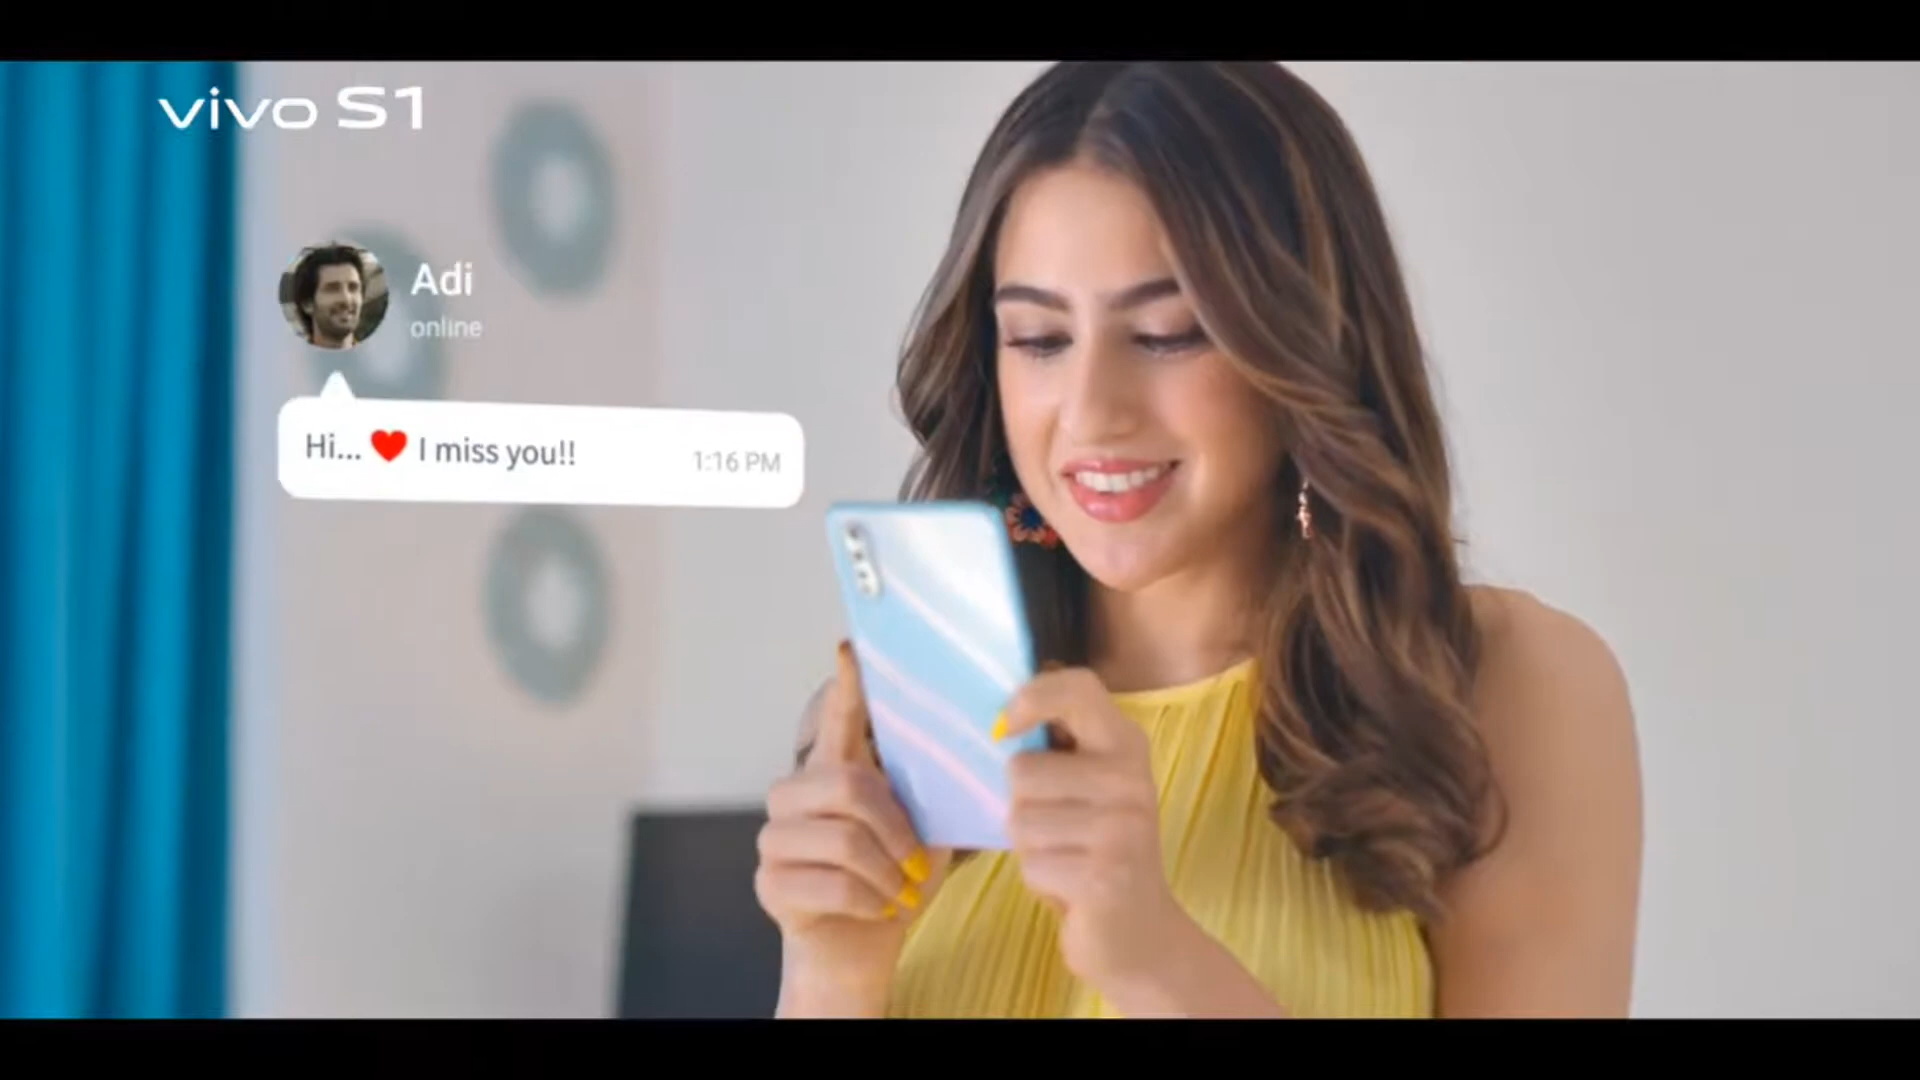 vivo S1
Adi
online
Hi... ❤️ I miss you!!
1:16 PM